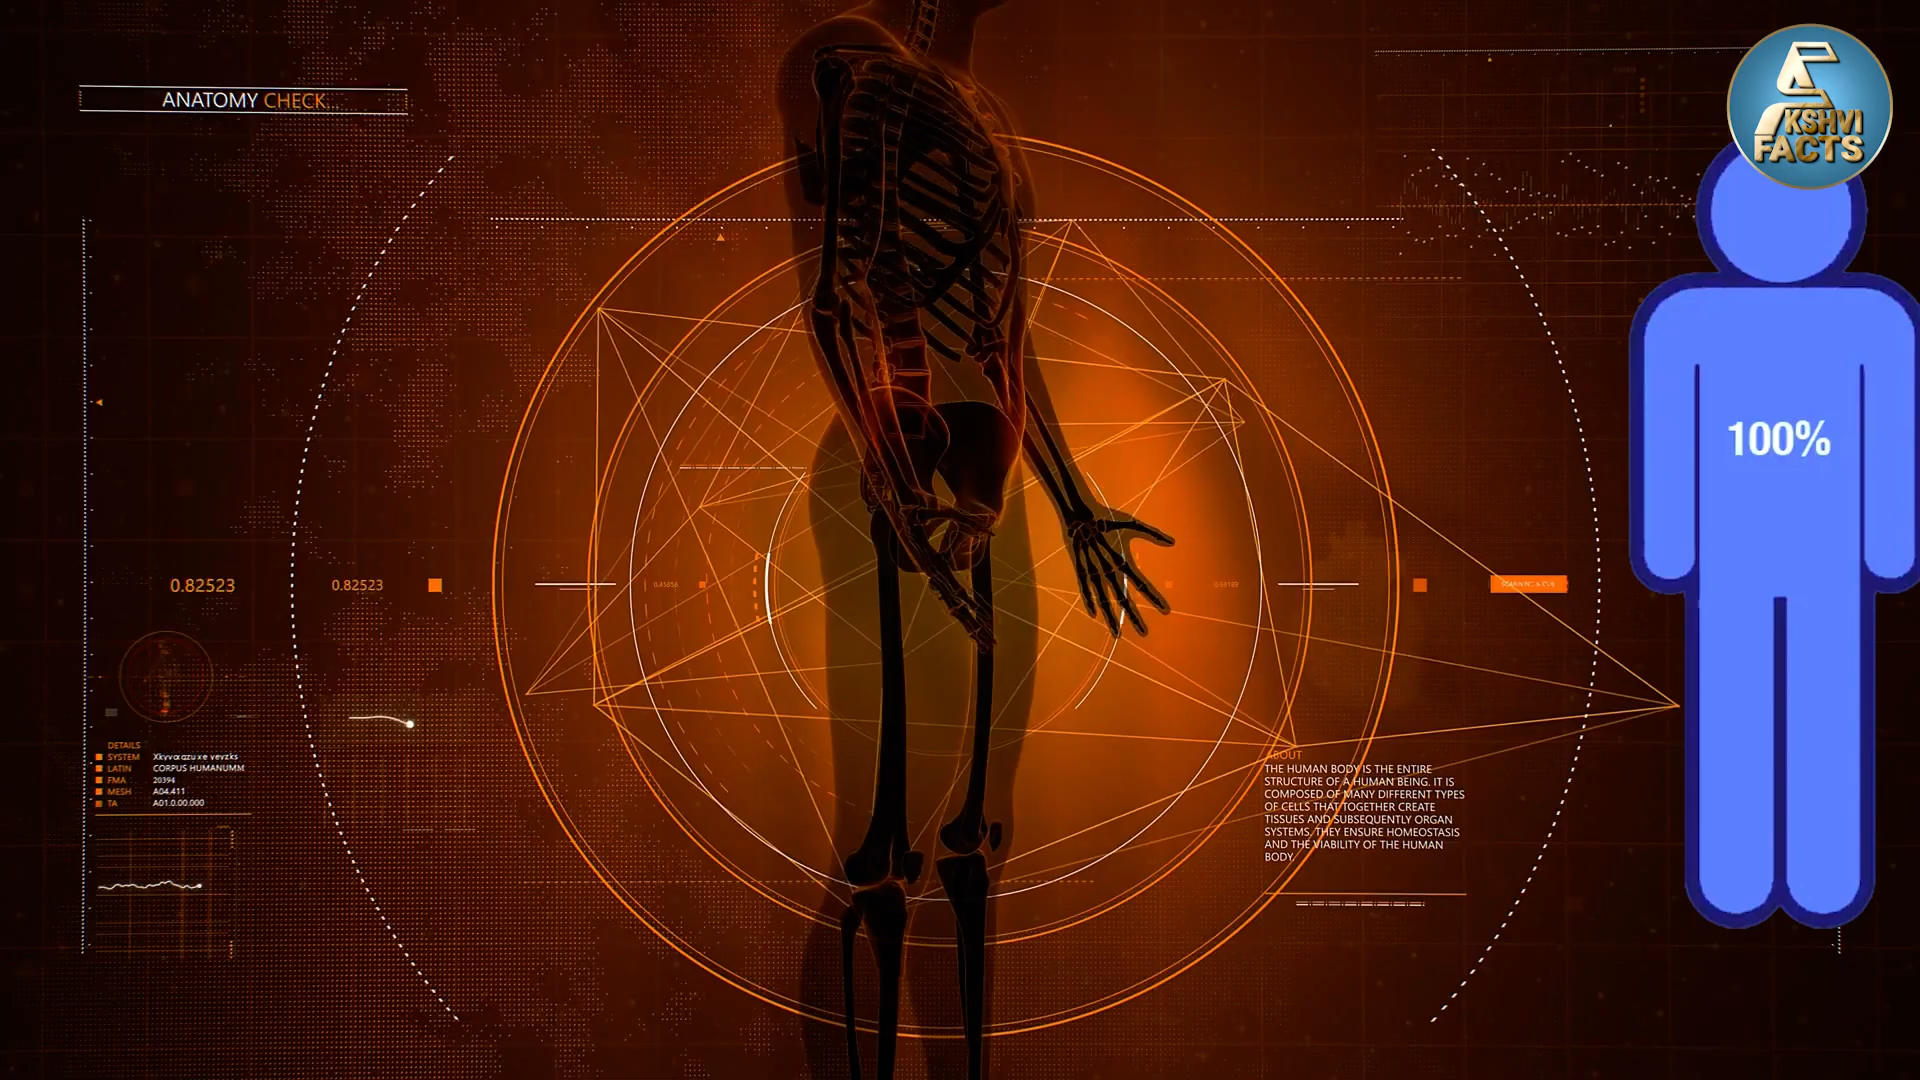 ANATOMY CHECK...
KSHVI
FACTS
100%
0.82523
0.82523
DETAILS
SYSTEM
LATIN CORPUS HUMANUMM
FMA 20394
MESH A04.411
TA A01.0.00.000
ABOUT
THE HUMAN BODY IS THE ENTIRE
STRUCTURE OF A HUMAN BEING. IT IS
COMPOSED OF MANY DIFFERENT TYPES
OF CELLS THAT TOGETHER CREATE
TISSUES AND SUBSEQUENTLY ORGAN
SYSTEMS. THEY ENSURE HOMEOSTASIS
AND THE VIABILITY OF THE HUMAN
BODY.